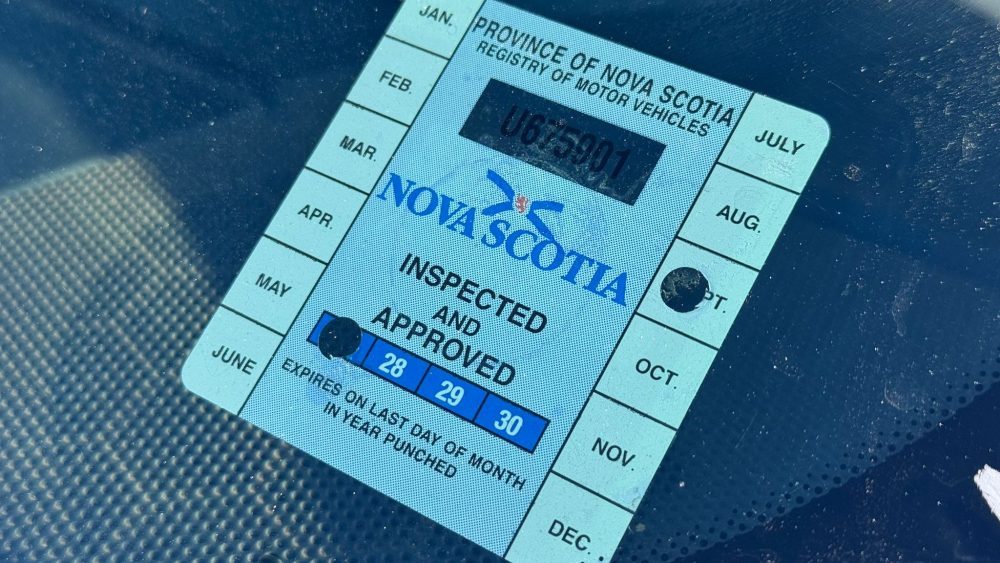 PROVINCE OF NOVA SCOTIA
REGISTRY OF MOTOR VEHICLES
U675901
NOVA SCOTIA
INSPECTED
AND
APPROVED
28 29 30
EXPIRES ON LAST DAY OF MONTH
IN YEAR PUNCHED
JAN.
FEB.
MAR.
APR.
MAY
JUNE
JULY
AUG.
PT.
OCT.
NOV.
DEC.